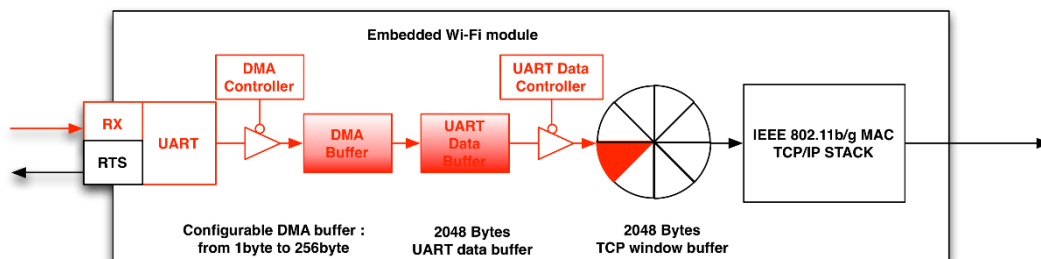 Embedded Wi-Fi module
DMA
Controller
UART Data
Controller
RX
RTS
UART
DMA
Buffer
UART
Data
Buffer
IEEE 802.11b/g MAC
TCP/IP STACK
Configurable DMA buffer :
from 1byte to 256byte
2048 Bytes
UART data buffer
2048 Bytes
TCP window buffer